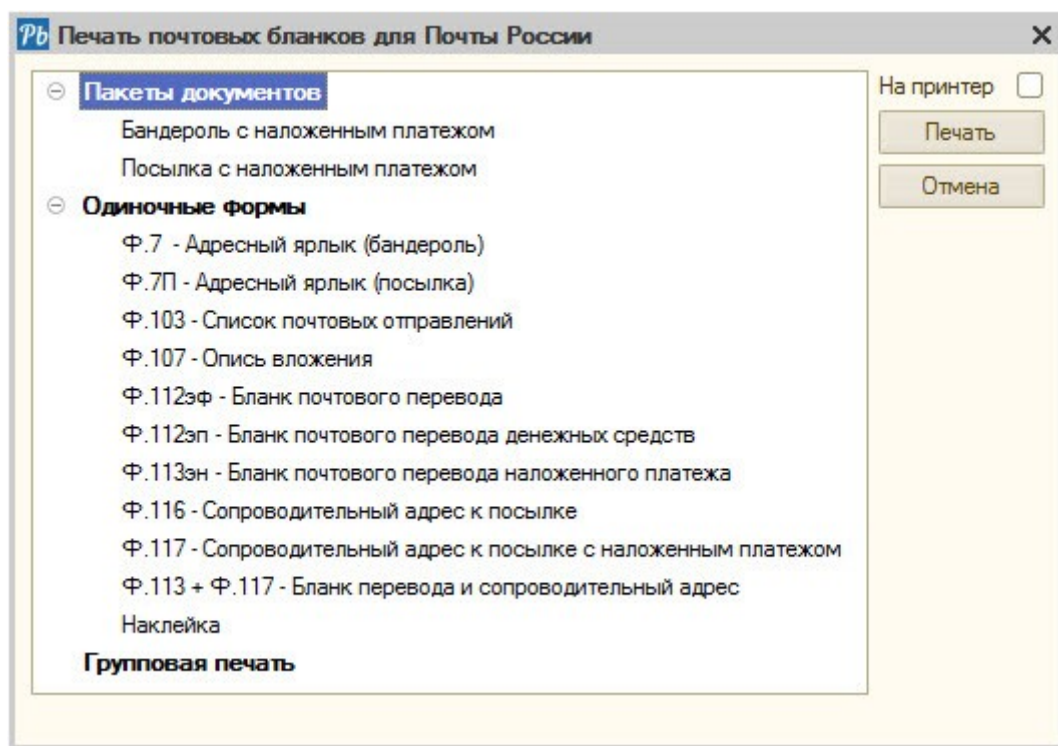 Pb Печать почтовых бланков для Почты России
Пакеты документов
На принтер
Бандероль с наложенным платежом
Печать
Посылка с наложенным платежом
Отмена
Одиночные формы
Ф.7 - Адресный ярлык (бандероль)
Ф.7П - Адресный ярлык (посылка)
Ф.103 - Список почтовых отправлений
Ф.107 - Опись вложения
Ф.112эф - Бланк почтового перевода
Ф.112эп - Бланк почтового перевода денежных средств
Ф.113эн - Бланк почтового перевода наложенного платежа
Ф.116 - Сопроводительный адрес к посылке
Ф.117 - Сопроводительный адрес к посылке с наложенным платежом
Ф.113 + Ф.117 - Бланк перевода и сопроводительный адрес
Наклейка
Групповая печать